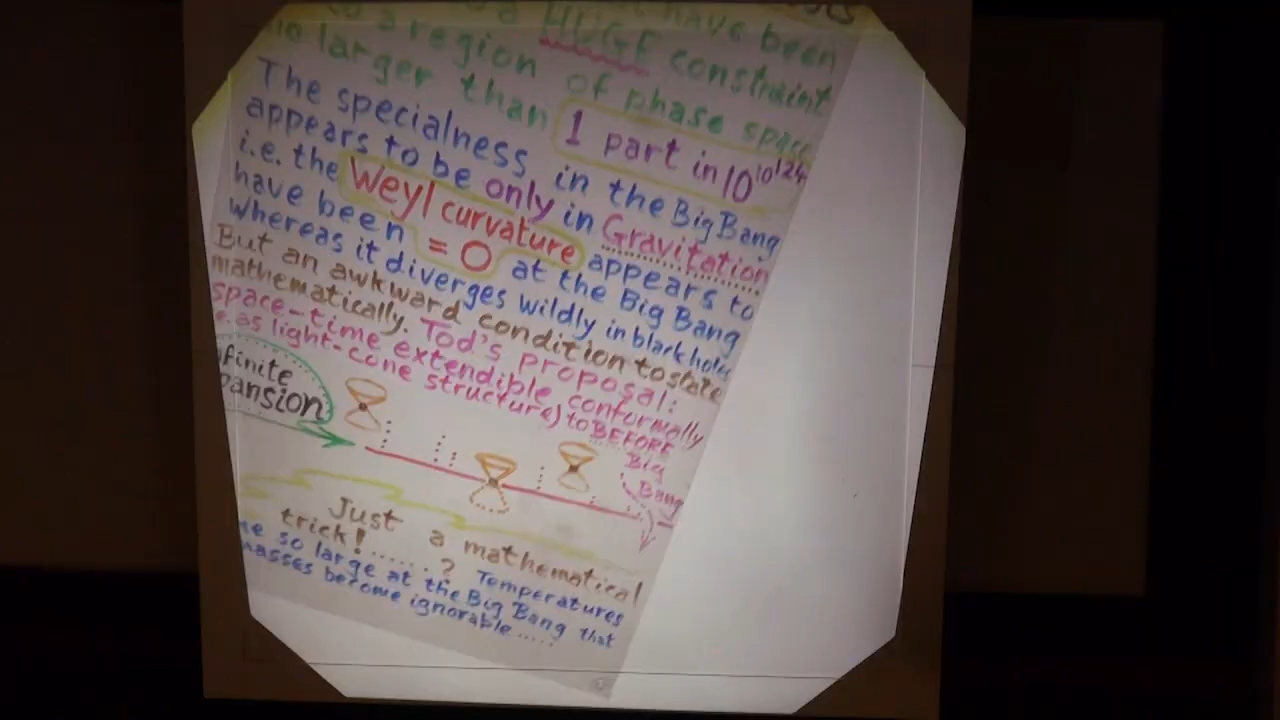 have been
a HUGE constraint
to a region of phase space
no larger than 1 part in 10^10^124
The specialness in the Big Bang
appears to be only in Gravitation
i.e. the Weyl curvature appears to
have been = 0 at the Big Bang
whereas it diverges wildly in black holes
But an awkward condition to state
mathematically. Tod's proposal:
space-time extendible conformally
as light-cone structure) to BEFORE
Big
Bang
finite
pansion
Just a mathematical
trick!......? Temperatures
so large at the Big Bang that
masses become ignorable.....